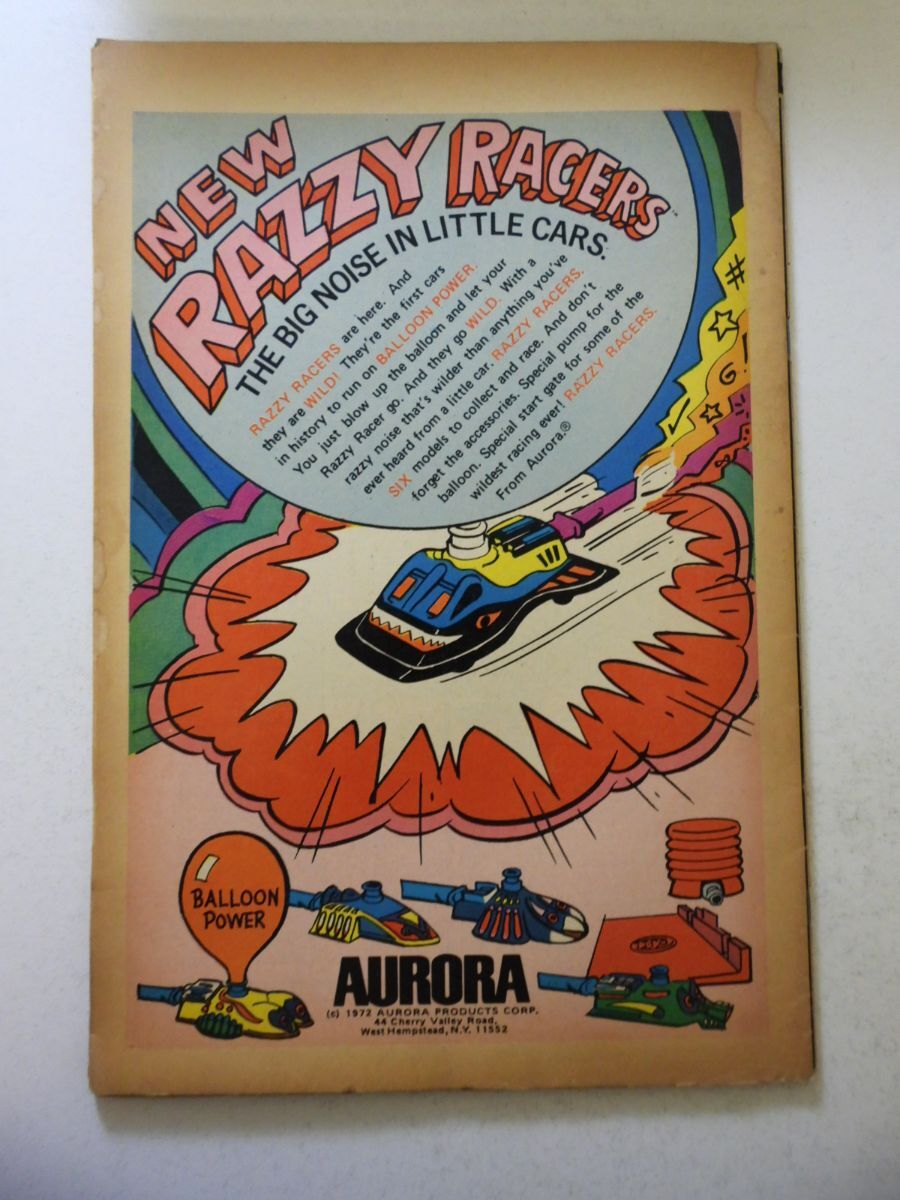 NEW
RAZZY RACERS™
THE BIG NOISE IN LITTLE CARS.
RAZZY RACERS are here. And
they are WILD! They're the first cars
in history to run on BALLOON POWER.
You just blow up the balloon and let your
Razzy Racer go. And they go WILD. With a
razzy noise that's wilder than anything you've
ever heard from a little car. RAZZY RACERS.
SIX models to collect and race. And don't
forget the accessories. Special pump for the
balloon. Special start gate for some of the
wildest racing ever! RAZZY RACERS.
From Aurora.®
#
G!
BALLOON
POWER
AURORA
(c) 1972 AURORA PRODUCTS CORP.
44 Cherry Valley Road,
West Hempstead, N.Y. 11552